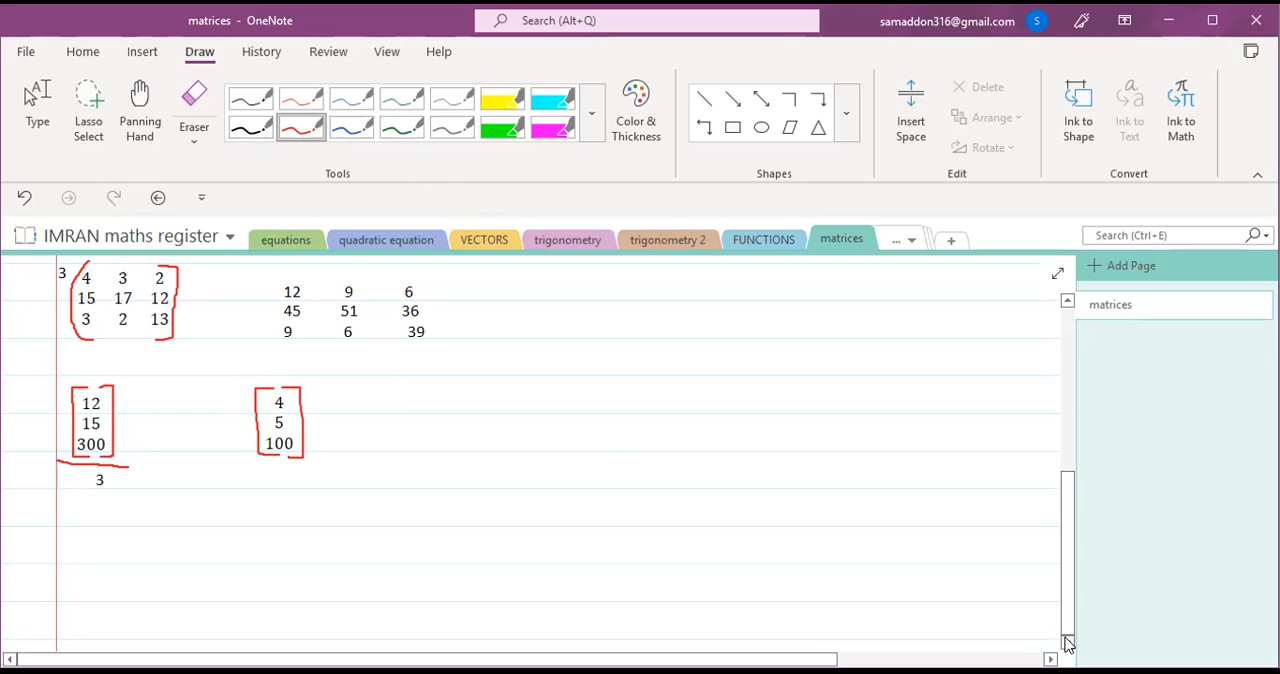 matrices - OneNote
Search (Alt+Q)
samaddon316@gmail.com
S
File Home Insert Draw History Review View Help
Type
Lasso Select
Panning Hand
Eraser
Color & Thickness
Insert Space
Delete
Arrange
Rotate
Ink to Shape
Ink to Text
Ink to Math
Tools
Shapes
Edit
Convert
IMRAN maths register
equations quadratic equation VECTORS trigonometry trigonometry 2 FUNCTIONS matrices ... +
Search (Ctrl+E)
+ Add Page
matrices
3 4 3 2
15 17 12
3 2 13
12 9 6
45 51 36
9 6 39
12
15
300
3
4
5
100